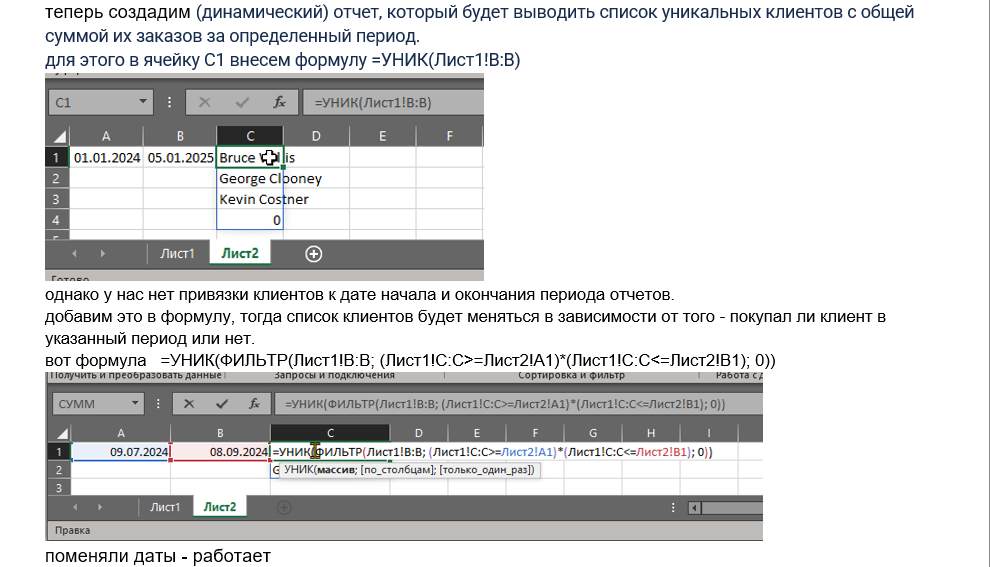 теперь создадим (динамический) отчет, который будет выводить список уникальных клиентов с общей
суммой их заказов за определенный период.
для этого в ячейку C1 внесем формулу =УНИК(Лист1!B:B)
C1 =УНИК(Лист1!B:B)
A B C D E F
1 01.01.2024 05.01.2025 Bruce
2 George Clooney
3 Kevin Costner
4 0
Лист1 Лист2
Готово
однако у нас нет привязки клиентов к дате начала и окончания периода отчетов.
добавим это в формулу, тогда список клиентов будет меняться в зависимости от того - покупал ли клиент в
указанный период или нет.
вот формула =УНИК(ФИЛЬТР(Лист1!B:B; (Лист1!C:C>=Лист2!A1)*(Лист1!C:C<=Лист2!B1); 0))
Получить и преобразовать данные Запросы и подключения Сортировка и фильтр Работа с
СУММ =УНИК(ФИЛЬТР(Лист1!B:B; (Лист1!C:C>=Лист2!A1)*(Лист1!C:C<=Лист2!B1); 0))
A B C D E F G H I
1 09.07.2024 08.09.2024 =УНИК(ФИЛЬТР(Лист1!B:B; (Лист1!C:C>=Лист2!A1)*(Лист1!C:C<=Лист2!B1); 0))
2 G УНИК(массив; [по_столбцам]; [только_один_раз])
3
Лист1 Лист2
Правка
поменяли даты - работает